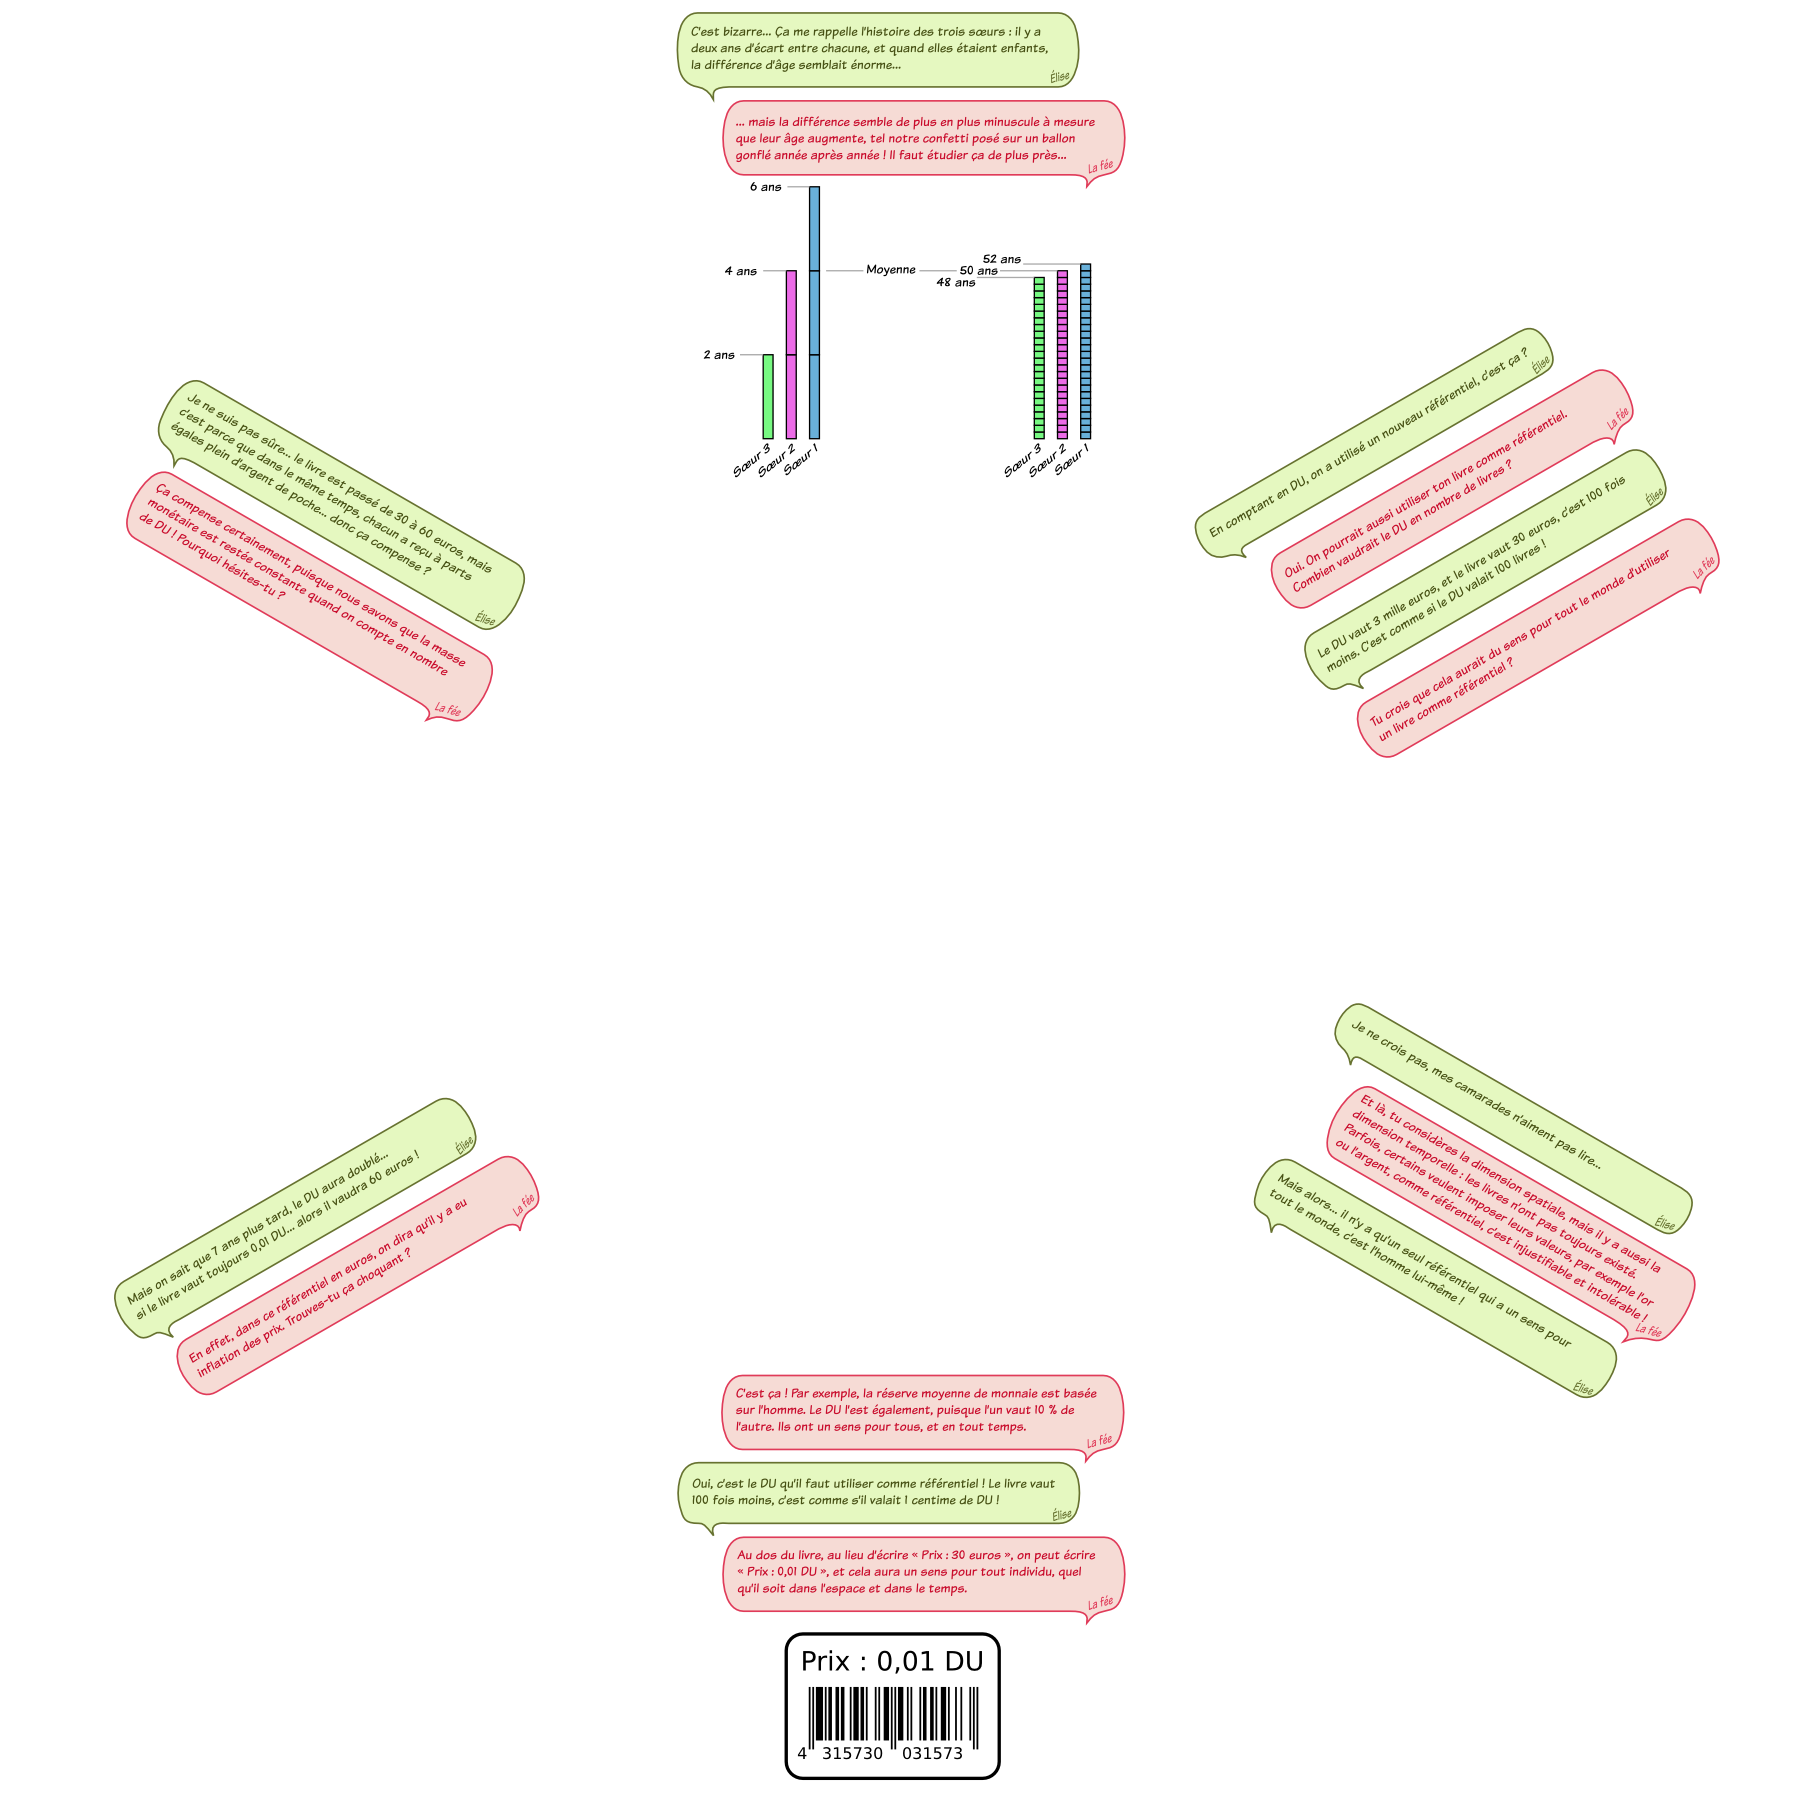 C'est bizarre... Ça me rappelle l'histoire des trois sœurs : il y a
deux ans d'écart entre chacune, et quand elles étaient enfants,
la différence d'âge semblait énorme...
Élise
... mais la différence semble de plus en plus minuscule à mesure
que leur âge augmente, tel notre confetti posé sur un ballon
gonflé année après année ! Il faut étudier ça de plus près...
La fée
6 ans
4 ans
2 ans
Sœur 3
Sœur 2
Sœur 1
Moyenne
52 ans
50 ans
48 ans
Sœur 3
Sœur 2
Sœur 1
En comptant en DU, on a utilisé un nouveau référentiel, c'est ça ?
Élise
Oui. On pourrait aussi utiliser ton livre comme référentiel.
Combien vaudrait le DU en nombre de livres ?
La fée
Le DU vaut 3 mille euros, et le livre vaut 30 euros, c'est 100 fois
moins. C'est comme si le DU valait 100 livres !
Élise
Tu crois que cela aurait du sens pour tout le monde d'utiliser
un livre comme référentiel ?
La fée
Je ne crois pas, mes camarades n'aiment pas lire...
Élise
Et là, tu considères la dimension spatiale, mais il y a aussi la
dimension temporelle : les livres n'ont pas toujours existé.
Parfois, certains veulent imposer leurs valeurs, par exemple l'or
ou l'argent, comme référentiel, c'est injustifiable et intolérable !
La fée
Mais alors... il n'y a qu'un seul référentiel qui a un sens pour
tout le monde, c'est l'homme lui-même !
Élise
C'est ça ! Par exemple, la réserve moyenne de monnaie est basée
sur l'homme. Le DU l'est également, puisque l'un vaut 10 % de
l'autre. Ils ont un sens pour tous, et en tout temps.
La fée
Oui, c'est le DU qu'il faut utiliser comme référentiel ! Le livre vaut
100 fois moins, c'est comme s'il valait 1 centime de DU !
Élise
Au dos du livre, au lieu d'écrire « Prix : 30 euros », on peut écrire
« Prix : 0,01 DU », et cela aura un sens pour tout individu, quel
qu'il soit dans l'espace et dans le temps.
La fée
Prix : 0,01 DU
4 315730 031573
Mais on sait que 7 ans plus tard, le DU aura doublé...
si le livre vaut toujours 0,01 DU... alors il vaudra 60 euros !
Élise
En effet, dans ce référentiel en euros, on dira qu'il y a eu
inflation des prix. Trouves-tu ça choquant ?
La fée
Je ne suis pas sûre... le livre est passé de 30 à 60 euros, mais
c'est parce que dans le même temps, chacun a reçu à parts
égales plein d'argent de poche... donc ça compense ?
Élise
Ça compense certainement, puisque nous savons que la masse
monétaire est restée constante quand on compte en nombre
de DU ! Pourquoi hésites-tu ?
La fée